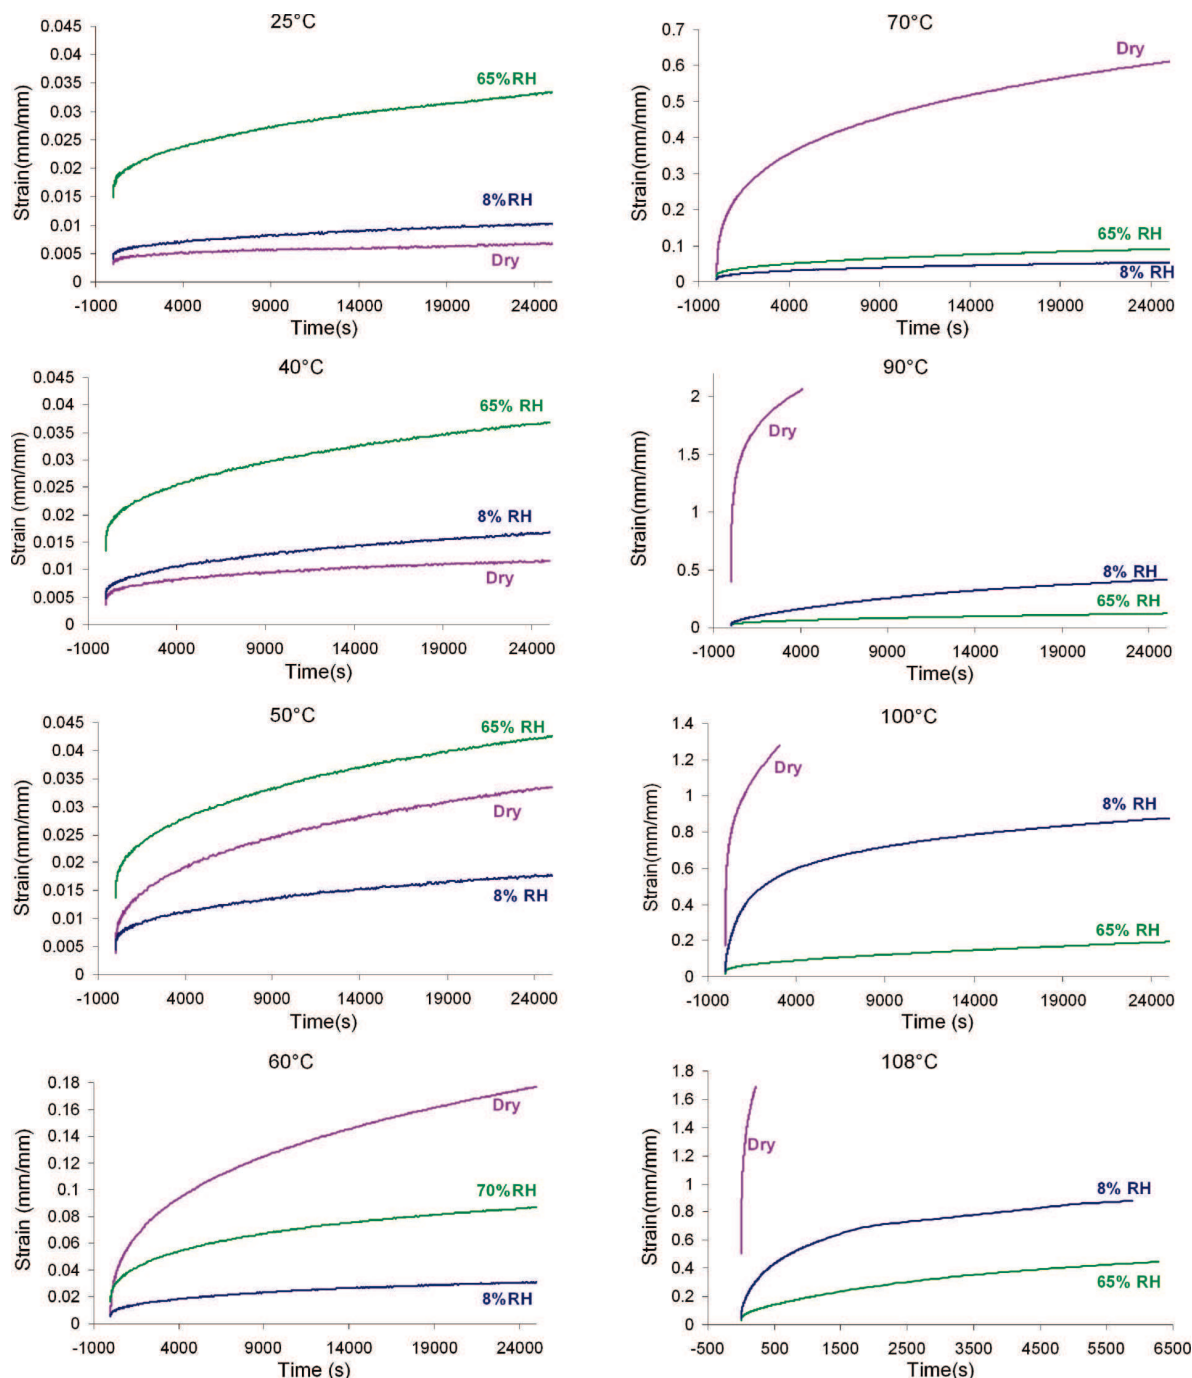 25°C
0.045
0.04
0.035
0.03
0.025
0.02
0.015
0.01
0.005
0
Strain(mm/mm)
65%RH
8%RH
Dry
-1000 4000 9000 14000 19000 24000
Time(s)
70°C
0.7
0.6
0.5
0.4
0.3
0.2
0.1
0
Strain(mm/mm)
Dry
65% RH
8% RH
-1000 4000 9000 14000 19000 24000
Time (s)
40°C
0.045
0.04
0.035
0.03
0.025
0.02
0.015
0.01
0.005
0
Strain (mm/mm)
65% RH
8% RH
Dry
-1000 4000 9000 14000 19000 24000
Time(s)
90°C
2
1.5
1
0.5
0
Strain(mm/mm)
Dry
8% RH
65% RH
-1000 4000 9000 14000 19000 24000
Time(s)
50°C
0.045
0.04
0.035
0.03
0.025
0.02
0.015
0.01
0.005
0
Strain(mm/mm)
65% RH
Dry
8% RH
-1000 4000 9000 14000 19000 24000
Time(s)
100°C
1.4
1.2
1
0.8
0.6
0.4
0.2
0
Strain(mm/mm)
Dry
8% RH
65% RH
-1000 4000 9000 14000 19000 24000
Time (s)
60°C
0.18
0.16
0.14
0.12
0.1
0.08
0.06
0.04
0.02
0
Strain (mm/mm)
Dry
70%RH
8%RH
-1000 4000 9000 14000 19000 24000
Time (s)
108°C
1.8
1.6
1.4
1.2
1
0.8
0.6
0.4
0.2
0
Strain(mm/mm)
Dry
8% RH
65% RH
-500 500 1500 2500 3500 4500 5500 6500
Time(s)